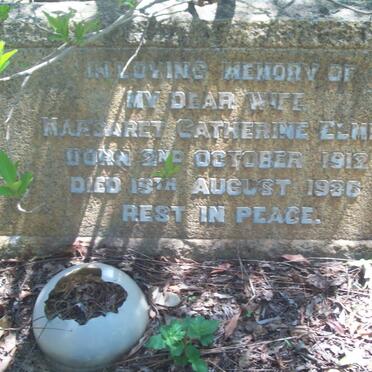 IN LOVING MEMORY OF
MY DEAR WIFE
MARGARET CATHERINE
BORN 2ND OCTOBER 1912
DIED 13TH AUGUST 1986
REST IN PEACE.